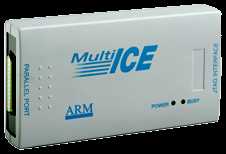 Multi ICE
PARALLEL PORT
JTAG INTERFACE
ARM
POWER BUSY